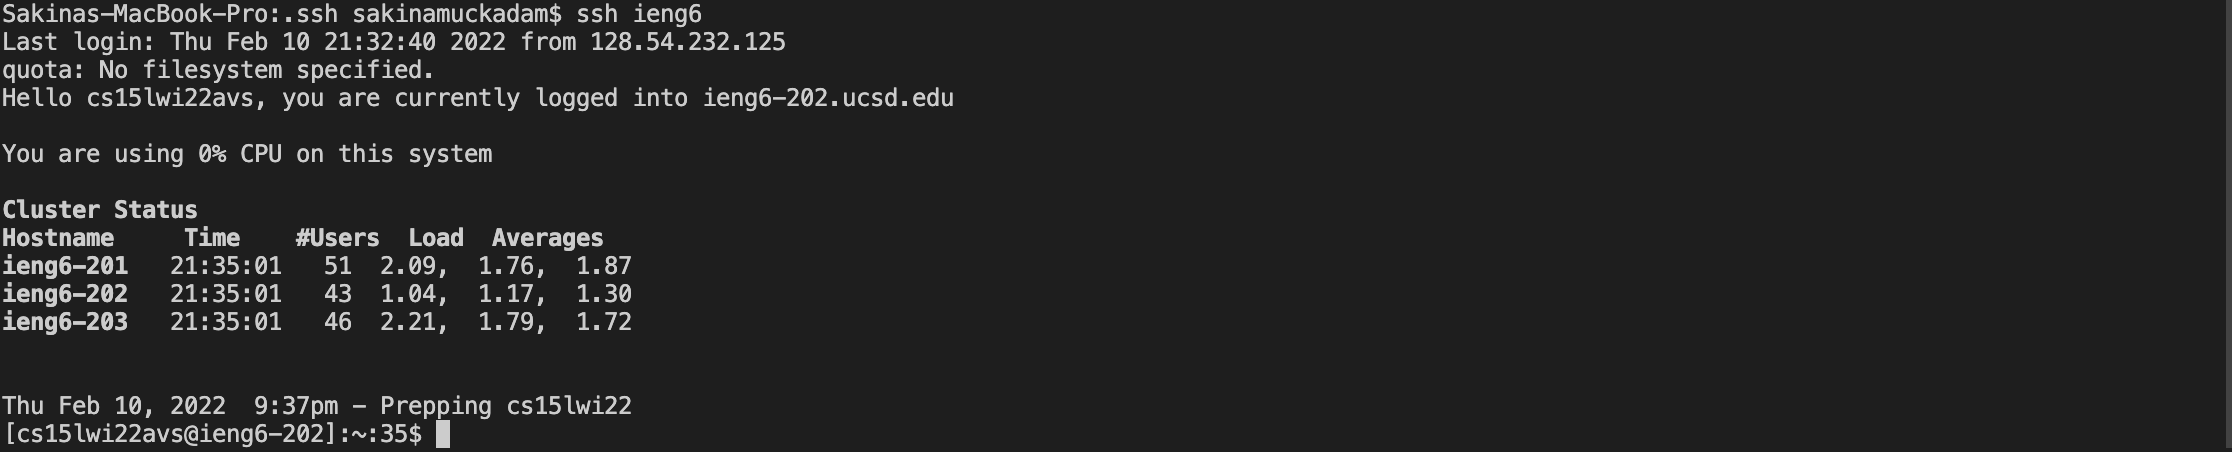 Sakinas-MacBook-Pro:.ssh sakinamuckadam$ ssh ieng6
Last login: Thu Feb 10 21:32:40 2022 from 128.54.232.125
quota: No filesystem specified.
Hello cs15lwi22avs, you are currently logged into ieng6-202.ucsd.edu
You are using 0% CPU on this system
Cluster Status
Hostname     Time    #Users  Load  Averages
ieng6-201   21:35:01   51  2.09,  1.76,  1.87
ieng6-202   21:35:01   43  1.04,  1.17,  1.30
ieng6-203   21:35:01   46  2.21,  1.79,  1.72
Thu Feb 10, 2022  9:37pm - Prepping cs15lwi22
[cs15lwi22avs@ieng6-202]:~:35$